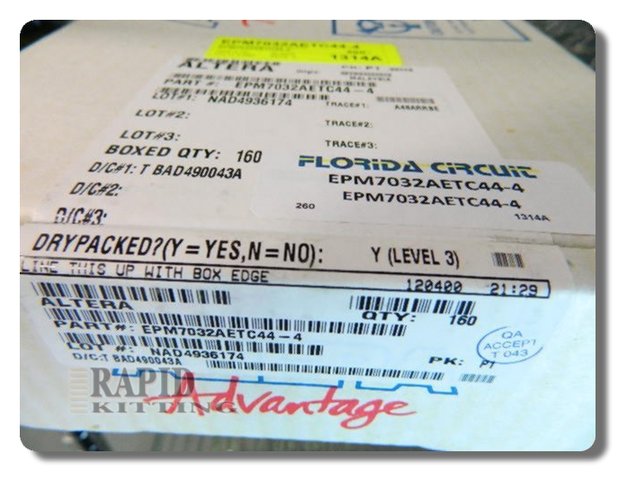 EPM7032AETC44-4
1314A
ALTERA
PART #: EPM7032AETC44-4
LOT#1: NAD4936174
TRACE#1: A48ARRBE
LOT#2:
TRACE#2:
LOT#3:
TRACE#3:
BOXED QTY: 160
D/C#1: T BAD490043A
D/C#2:
D/C#3:
FLORIDA CIRCUIT
EPM7032AETC44-4
EPM7032AETC44-4
260
1314A
DRYPACKED?(Y=YES,N=NO): Y (LEVEL 3)
LINE THIS UP WITH BOX EDGE
120400 21:29
ALTERA
QTY: 160
PART#: EPM7032AETC44-4
LOT #: NAD4936174
D/C:T BAD490043A
PK: P1
QA
ACCEPT
T 043
RAPID
KITTING
Advantage